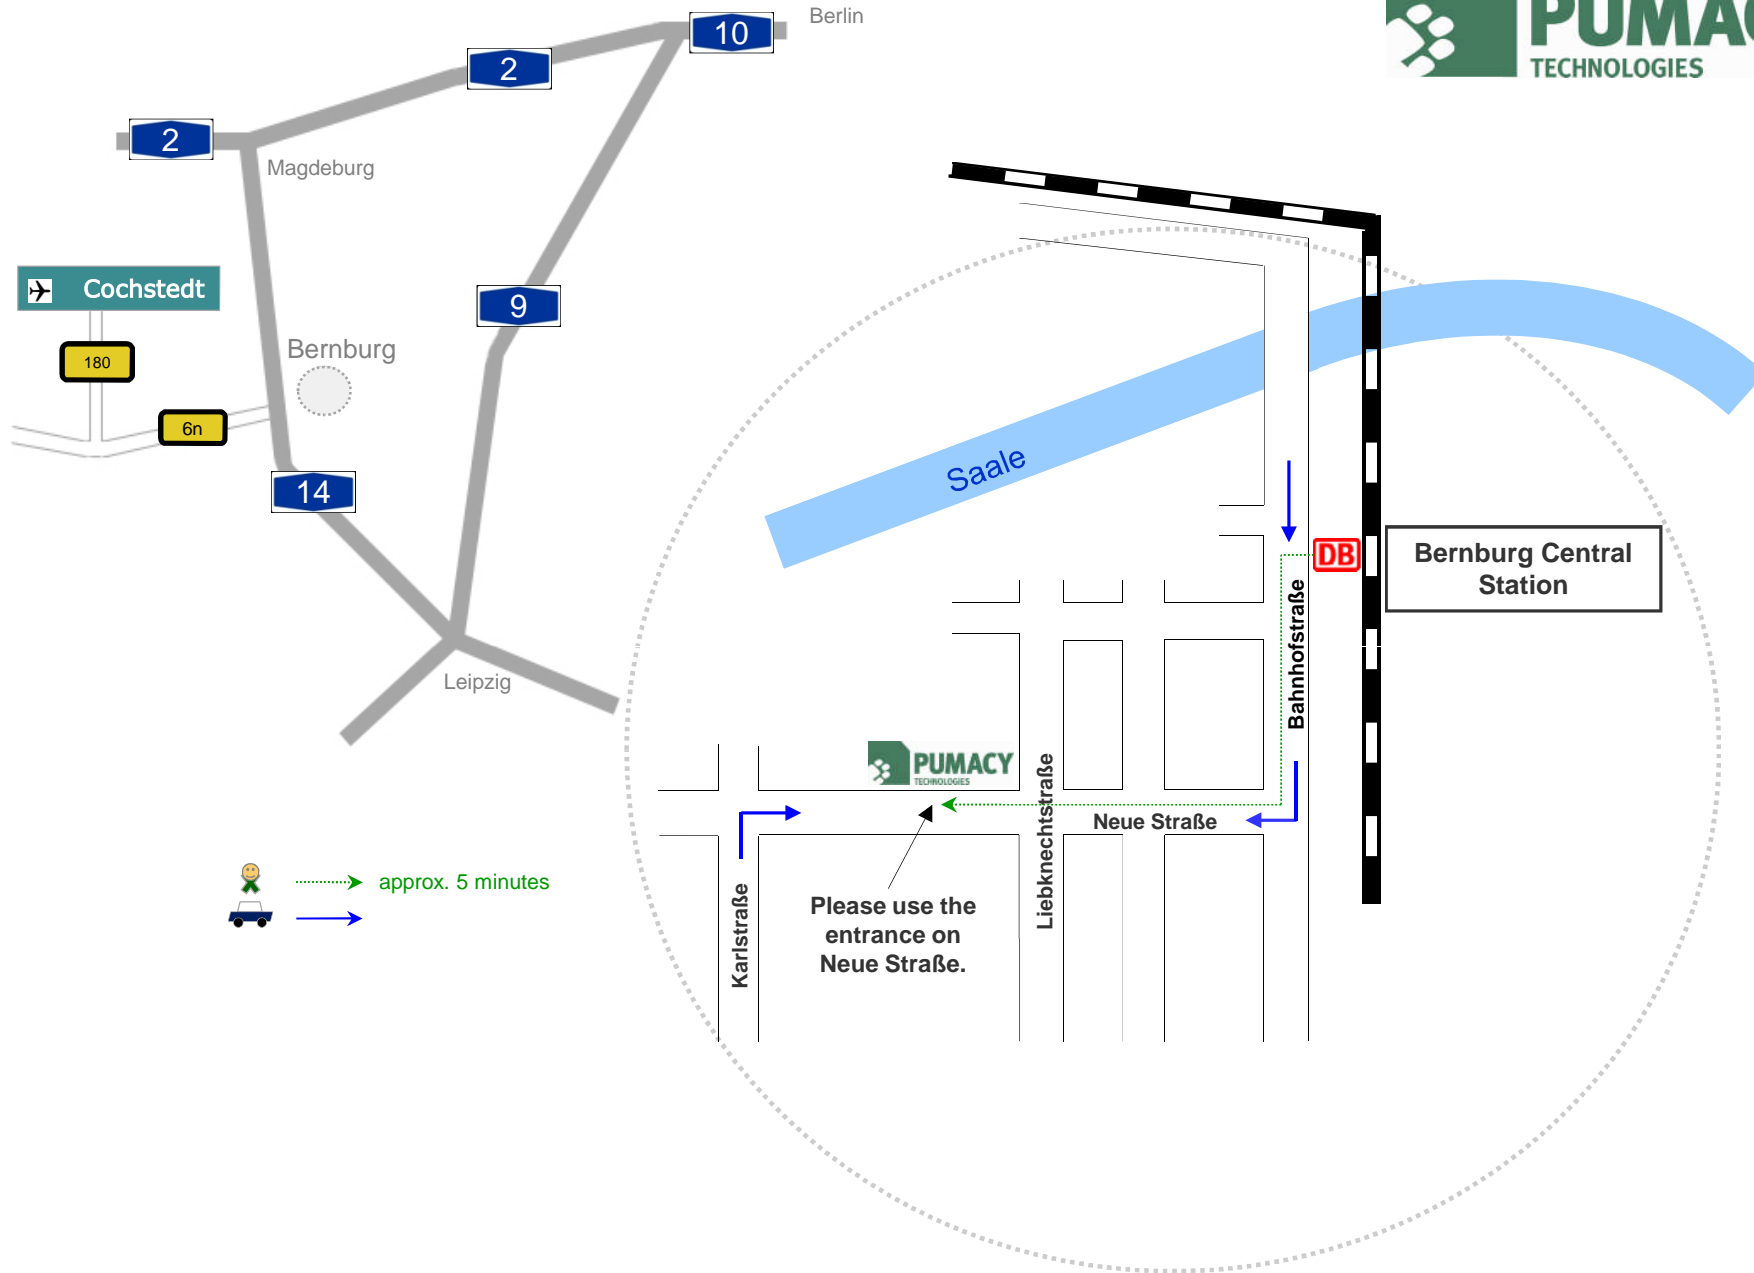 Berlin
10
2
2
Magdeburg
Cochstedt
180
9
Bernburg
6n
14
Leipzig
TECHNOLOGIES
Saale
DB
Bernburg Central
Station
Bahnhofstraße
PUMACY
TECHNOLOGIES
Liebknechtstraße
Neue Straße
Karlstraße
Please use the
entrance on
Neue Straße.
approx. 5 minutes